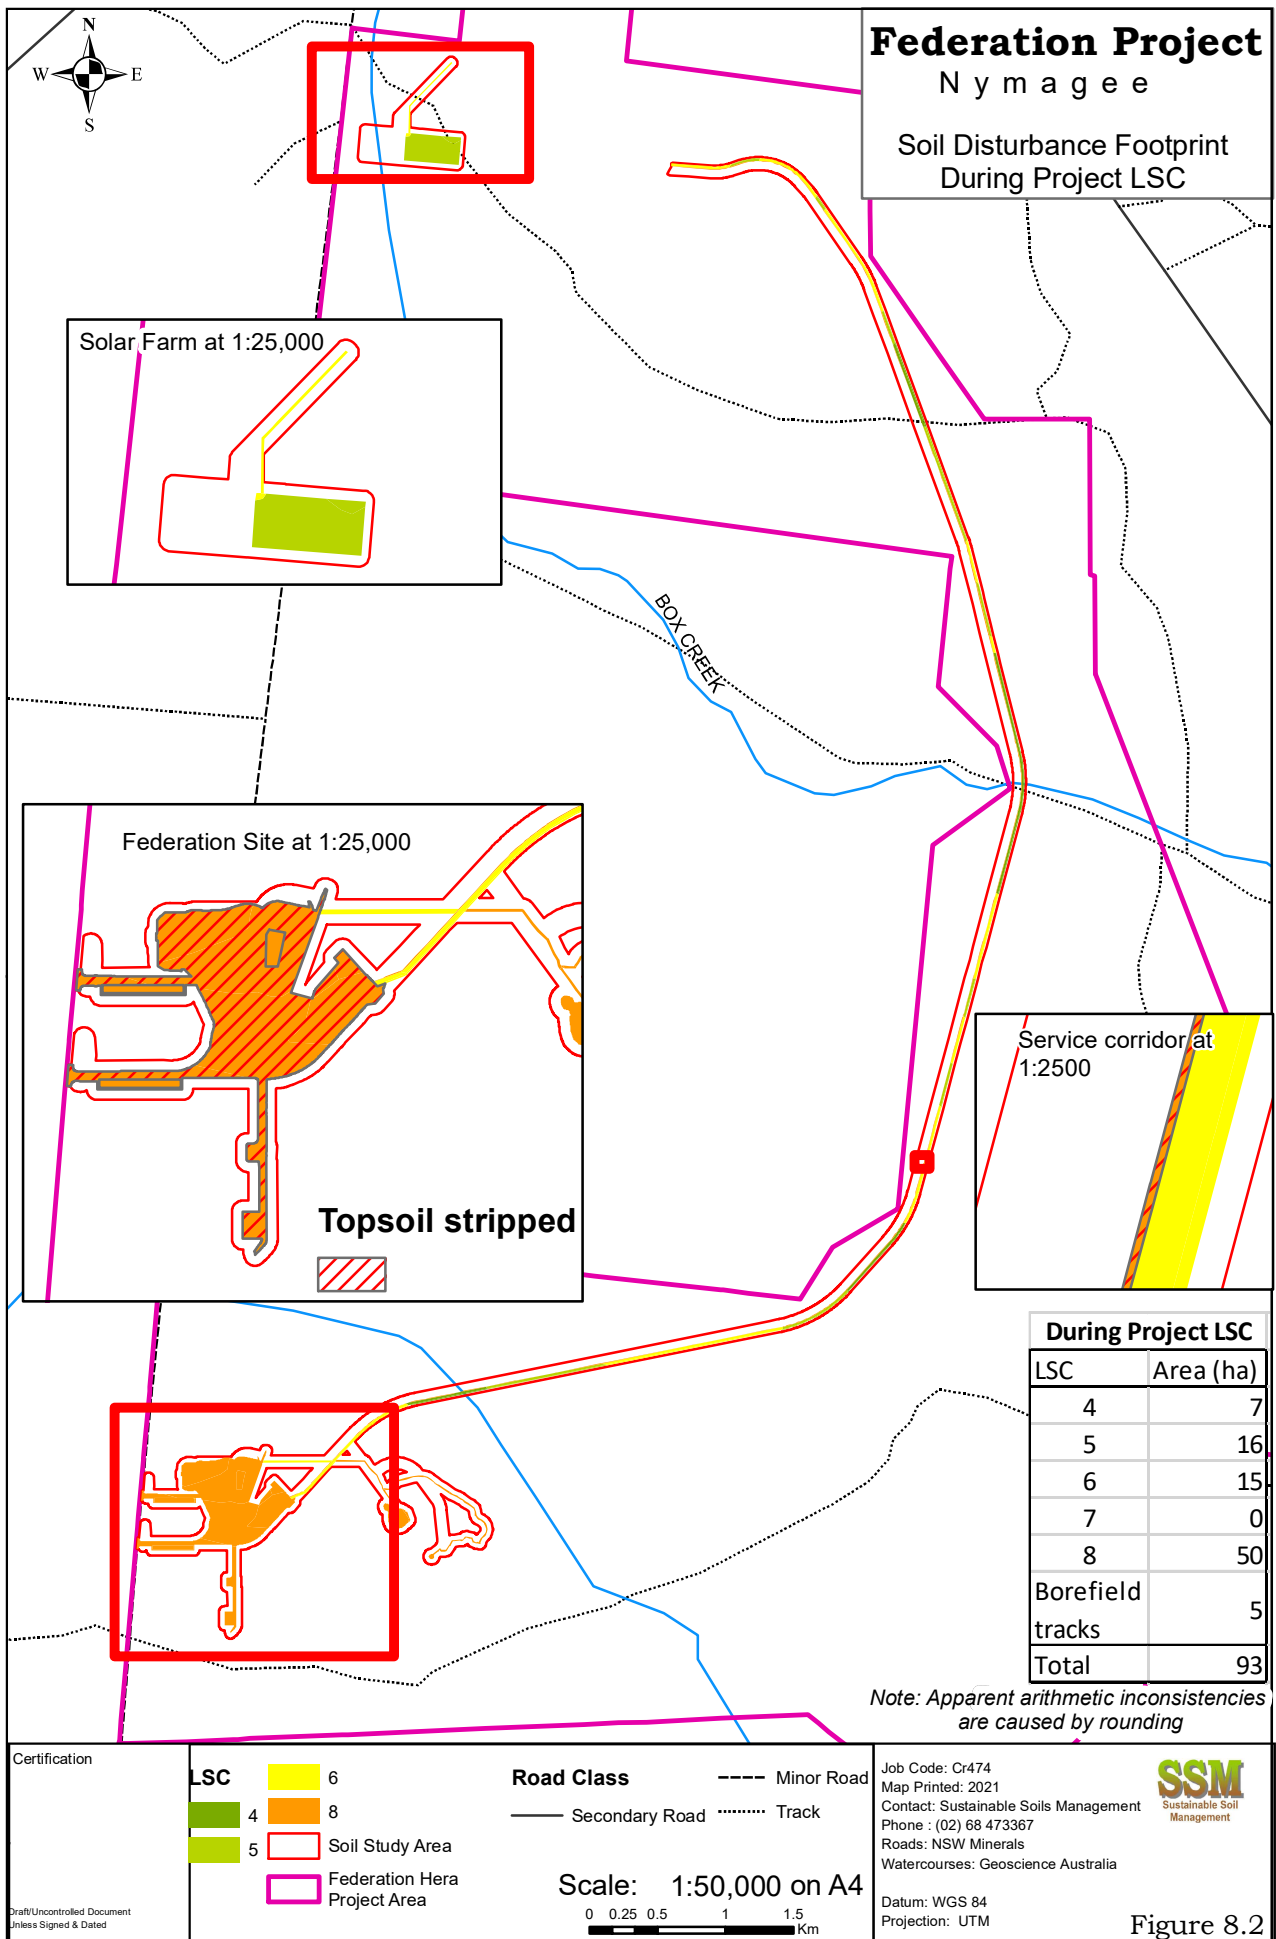 N
W
E
S
Federation Project
Nymagee
Soil Disturbance Footprint
During Project LSC
Solar Farm at 1:25,000
BOX CREEK
Federation Site at 1:25,000
Topsoil stripped
Service corridor at
1:2500
During Project LSC
LSC Area (ha)
4 7
5 16
6 15
7 0
8 50
Borefield
tracks 5
Total 93
Note: Apparent arithmetic inconsistencies
are caused by rounding
Certification
Draft/Uncontrolled Document
Unless Signed & Dated
LSC
4
5
6
8
Soil Study Area
Federation Hera
Project Area
Road Class
Secondary Road
Minor Road
Track
Scale: 1:50,000 on A4
0 0.25 0.5 1 1.5
Km
Job Code: Cr474
Map Printed: 2021
Contact: Sustainable Soils Management
Phone : (02) 68 473367
Roads: NSW Minerals
Watercourses: Geoscience Australia
Datum: WGS 84
Projection: UTM
SSM
Sustainable Soil
Management
Figure 8.2